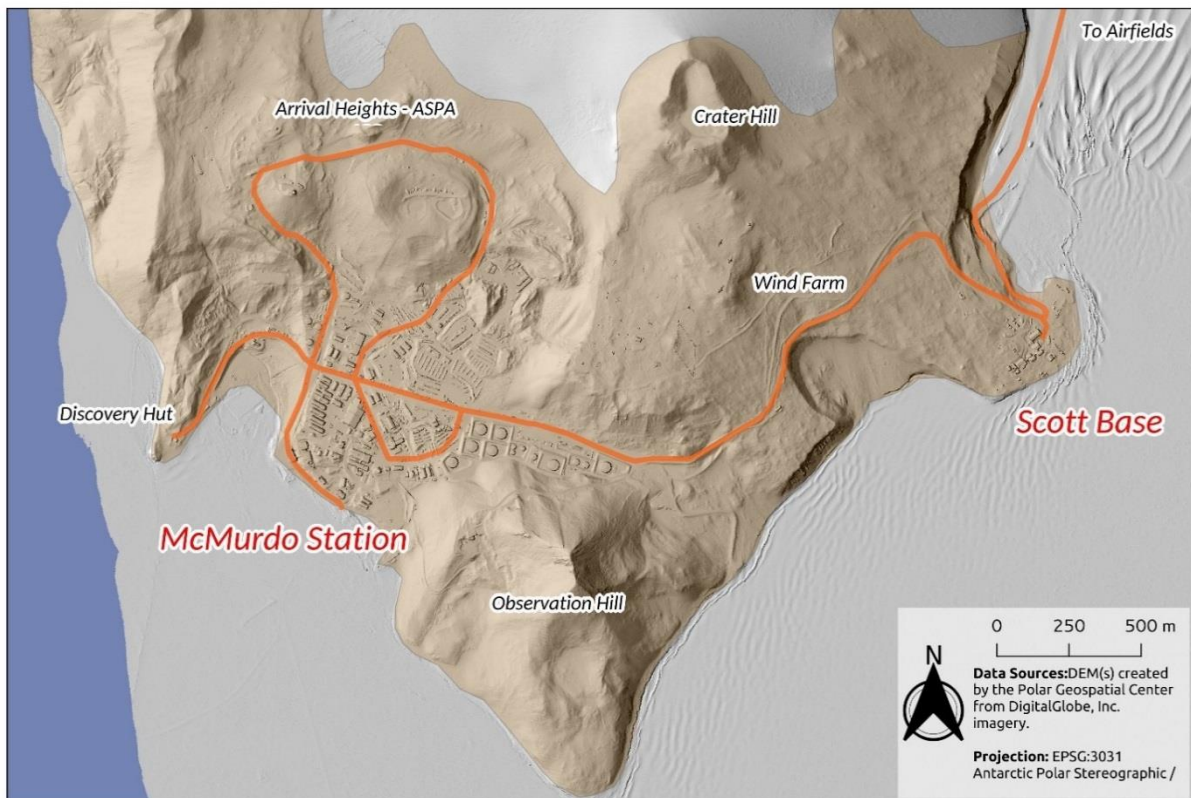 To Airfields
Arrival Heights - ASPA
Crater Hill
Wind Farm
Discovery Hut
Scott Base
McMurdo Station
Observation Hill
0 250 500 m
N
Data Sources:DEM(s) created
by the Polar Geospatial Center
from DigitalGlobe, Inc.
imagery.
Projection: EPSG:3031
Antarctic Polar Stereographic /